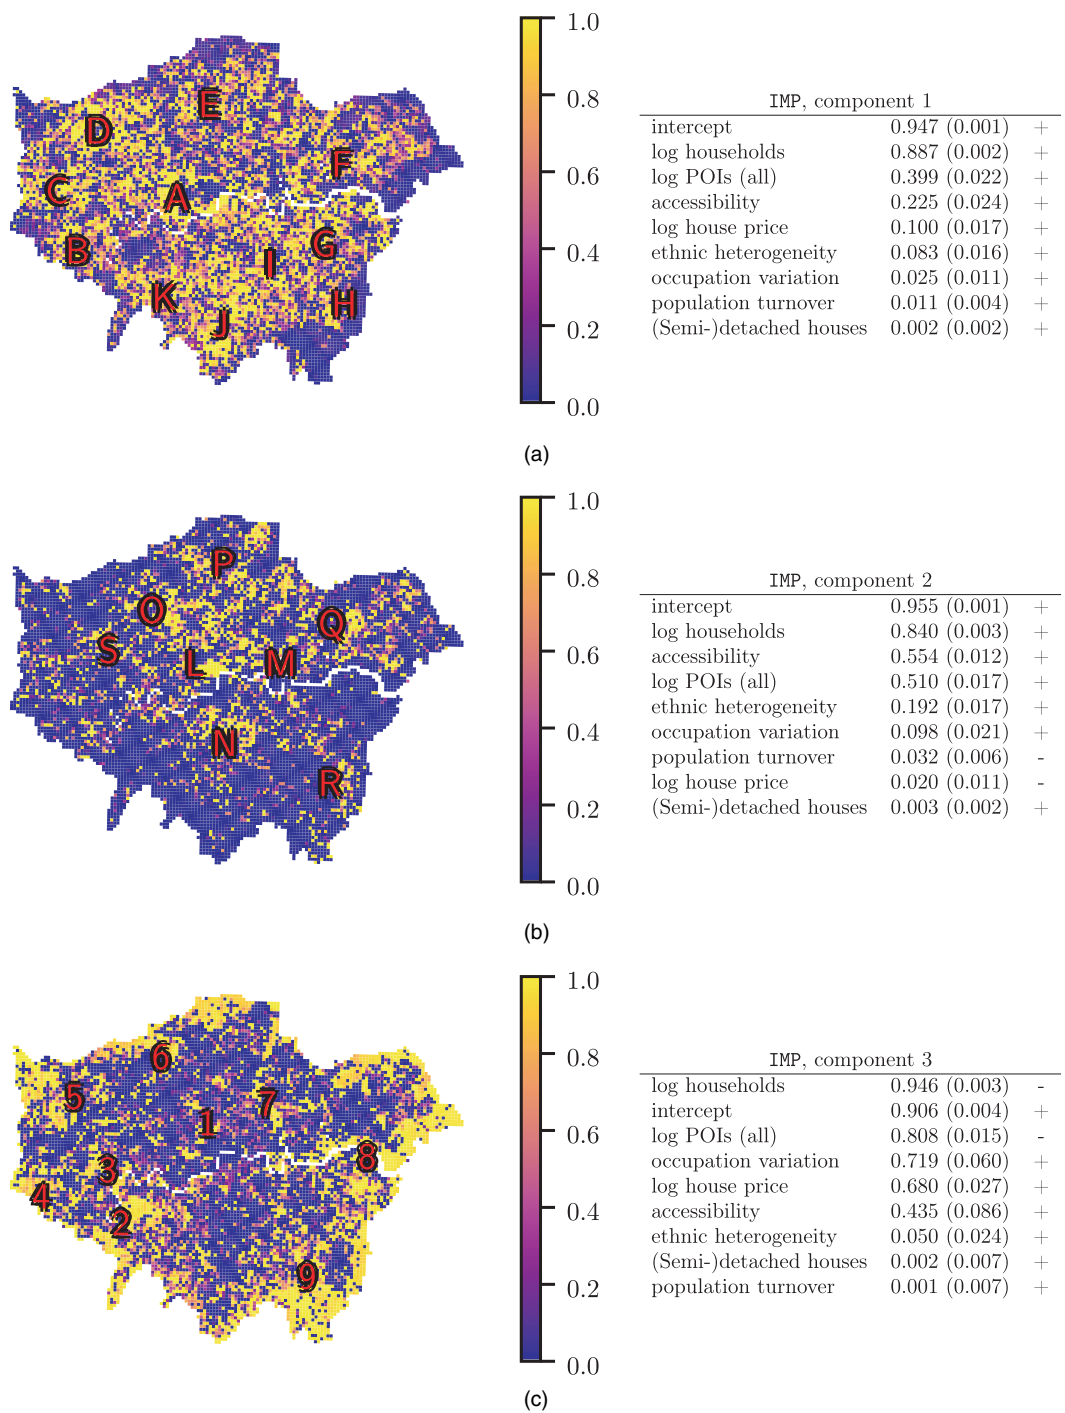 1.0
0.8
0.6
0.4
0.2
0.0
E
D
F
C
A
B
G
I
K
H
J
IMP, component 1
intercept 0.947 (0.001) +
log households 0.887 (0.002) +
log POIs (all) 0.399 (0.022) +
accessibility 0.225 (0.024) +
log house price 0.100 (0.017) +
ethnic heterogeneity 0.083 (0.016) +
occupation variation 0.025 (0.011) +
population turnover 0.011 (0.004) +
(Semi-)detached houses 0.002 (0.002) +
(a)
1.0
0.8
0.6
0.4
0.2
0.0
P
O
Q
S
L
M
N
R
IMP, component 2
intercept 0.955 (0.001) +
log households 0.840 (0.003) +
accessibility 0.554 (0.012) +
log POIs (all) 0.510 (0.017) +
ethnic heterogeneity 0.192 (0.017) +
occupation variation 0.098 (0.021) +
population turnover 0.032 (0.006) -
log house price 0.020 (0.011) -
(Semi-)detached houses 0.003 (0.002) +
(b)
1.0
0.8
0.6
0.4
0.2
0.0
6
5
7
1
3
8
4
2
9
IMP, component 3
log households 0.946 (0.003) -
intercept 0.906 (0.004) +
log POIs (all) 0.808 (0.015) -
occupation variation 0.719 (0.060) +
log house price 0.680 (0.027) +
accessibility 0.435 (0.086) +
ethnic heterogeneity 0.050 (0.024) +
(Semi-)detached houses 0.002 (0.007) +
population turnover 0.001 (0.007) +
(c)